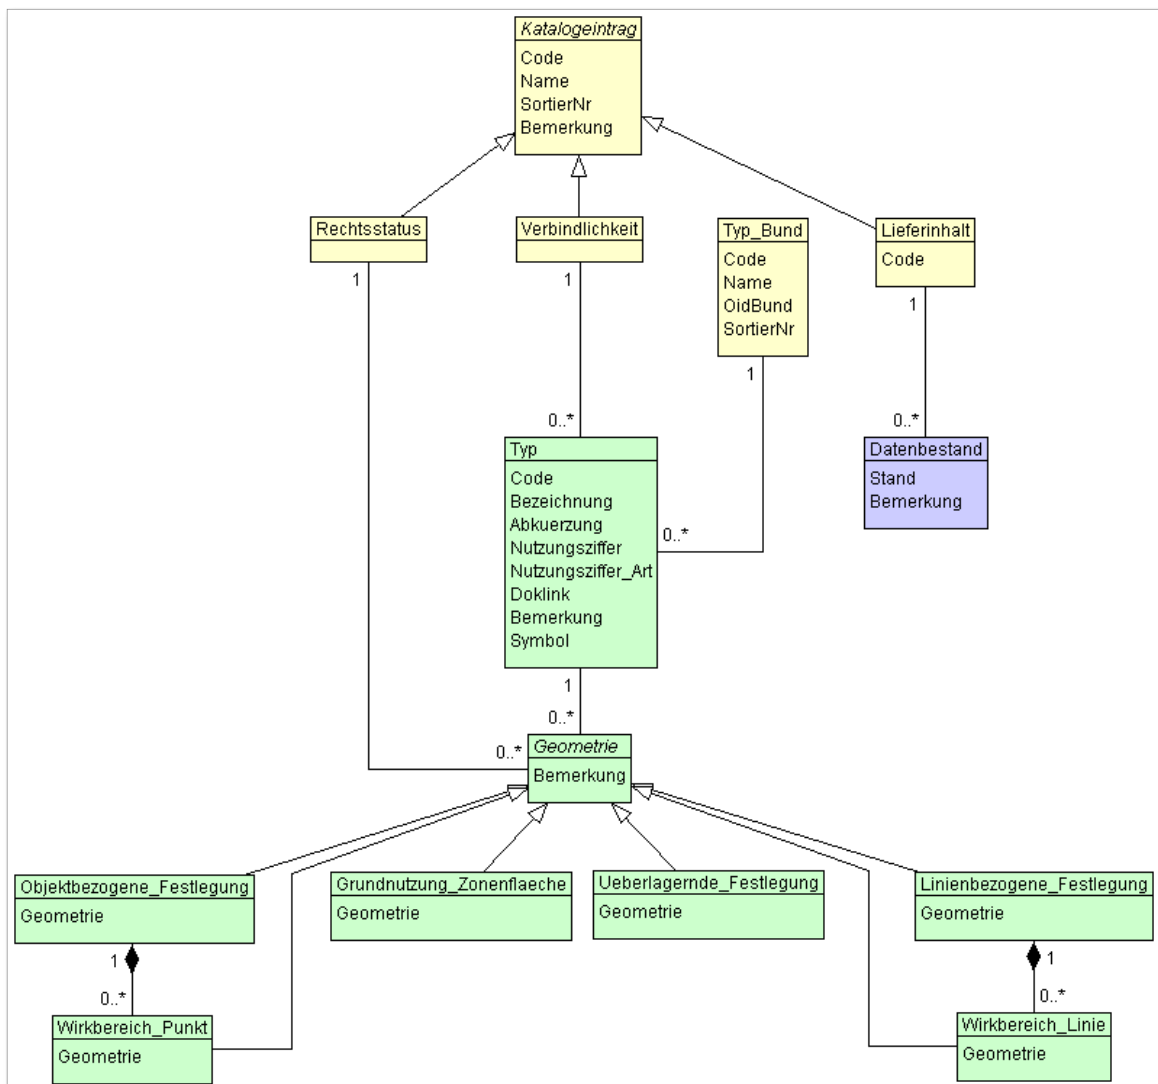 Katalogeintrag
Code
Name
SortierNr
Bemerkung
Rechtsstatus
1
Verbindlichkeit
1
Typ_Bund
Code
Name
OidBund
SortierNr
1
Lieferinhalt
Code
1
0..*
Typ
Code
Bezeichnung
Abkuerzung
Nutzungsziffer
Nutzungsziffer_Art
Doklink
Bemerkung
Symbol
0..*
0..*
Datenbestand
Stand
Bemerkung
1
0..*
0..*
Geometrie
Bemerkung
Objektbezogene_Festlegung
Geometrie
Grundnutzung_Zonenflaeche
Geometrie
Ueberlagernde_Festlegung
Geometrie
Linienbezogene_Festlegung
Geometrie
1
0..*
Wirkbereich_Punkt
Geometrie
1
0..*
Wirkbereich_Linie
Geometrie